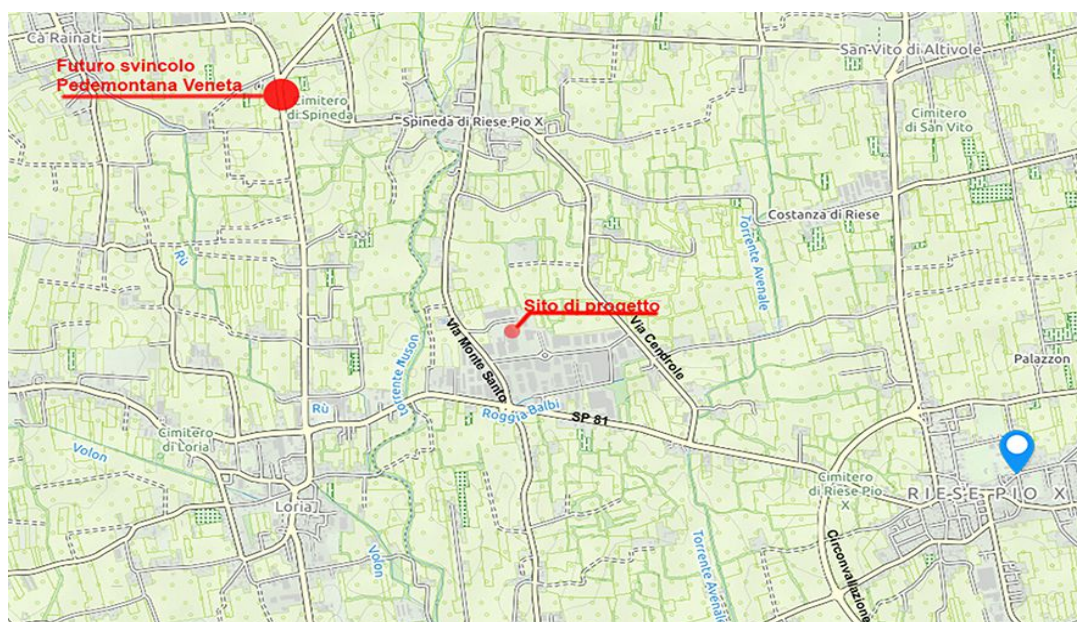 Cà Rainati
San Vito di Altivole
Futuro svincolo
Pedemontana Veneta
Cimitero
di Spineda
Cimitero
di San Vito
Spineda di Riese Pio X
Costanza di Riese
Torrente Avenale
Rù
Sito di progetto
Via Monte Santo
Via Cendrole
Torrente Muson
Palazzon
Rù
Roggia Balbi
SP 81
Cimitero
di Loria
Volon
Cimitero
di Riese Pio
X
RIESE PIO X
Loria
Volon
Torrente Avenale
Circonvallazione